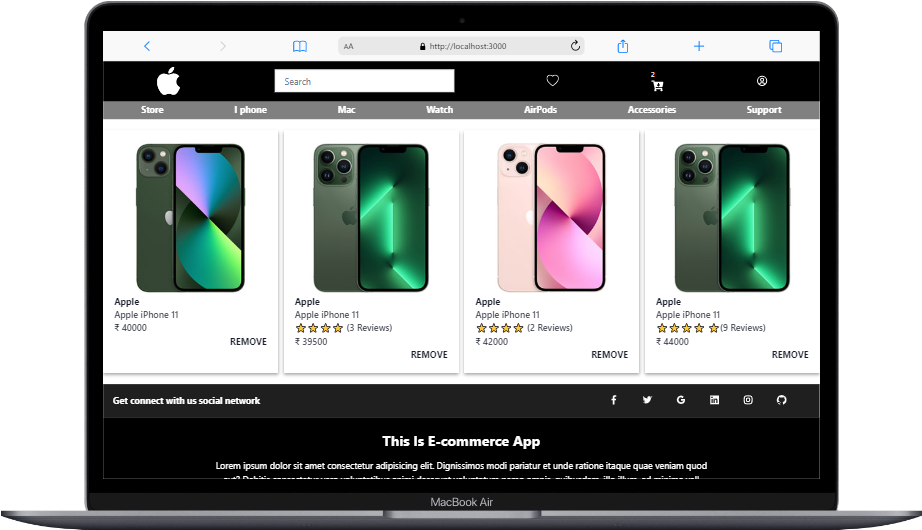 AA http://localhost:3000
Search
2
Store I phone Mac Watch AirPods Accessories Support
Apple
Apple iPhone 11
₹ 40000
REMOVE
Apple
Apple iPhone 11
(3 Reviews)
₹ 39500
REMOVE
Apple
Apple iPhone 11
(2 Reviews)
₹ 42000
REMOVE
Apple
Apple iPhone 11
(9 Reviews)
₹ 44000
REMOVE
Get connect with us social network
This Is E-commerce App
Lorem ipsum dolor sit amet consectetur adipisicing elit. Dignissimos modi pariatur et unde ratione itaque quae veniam quod
MacBook Air